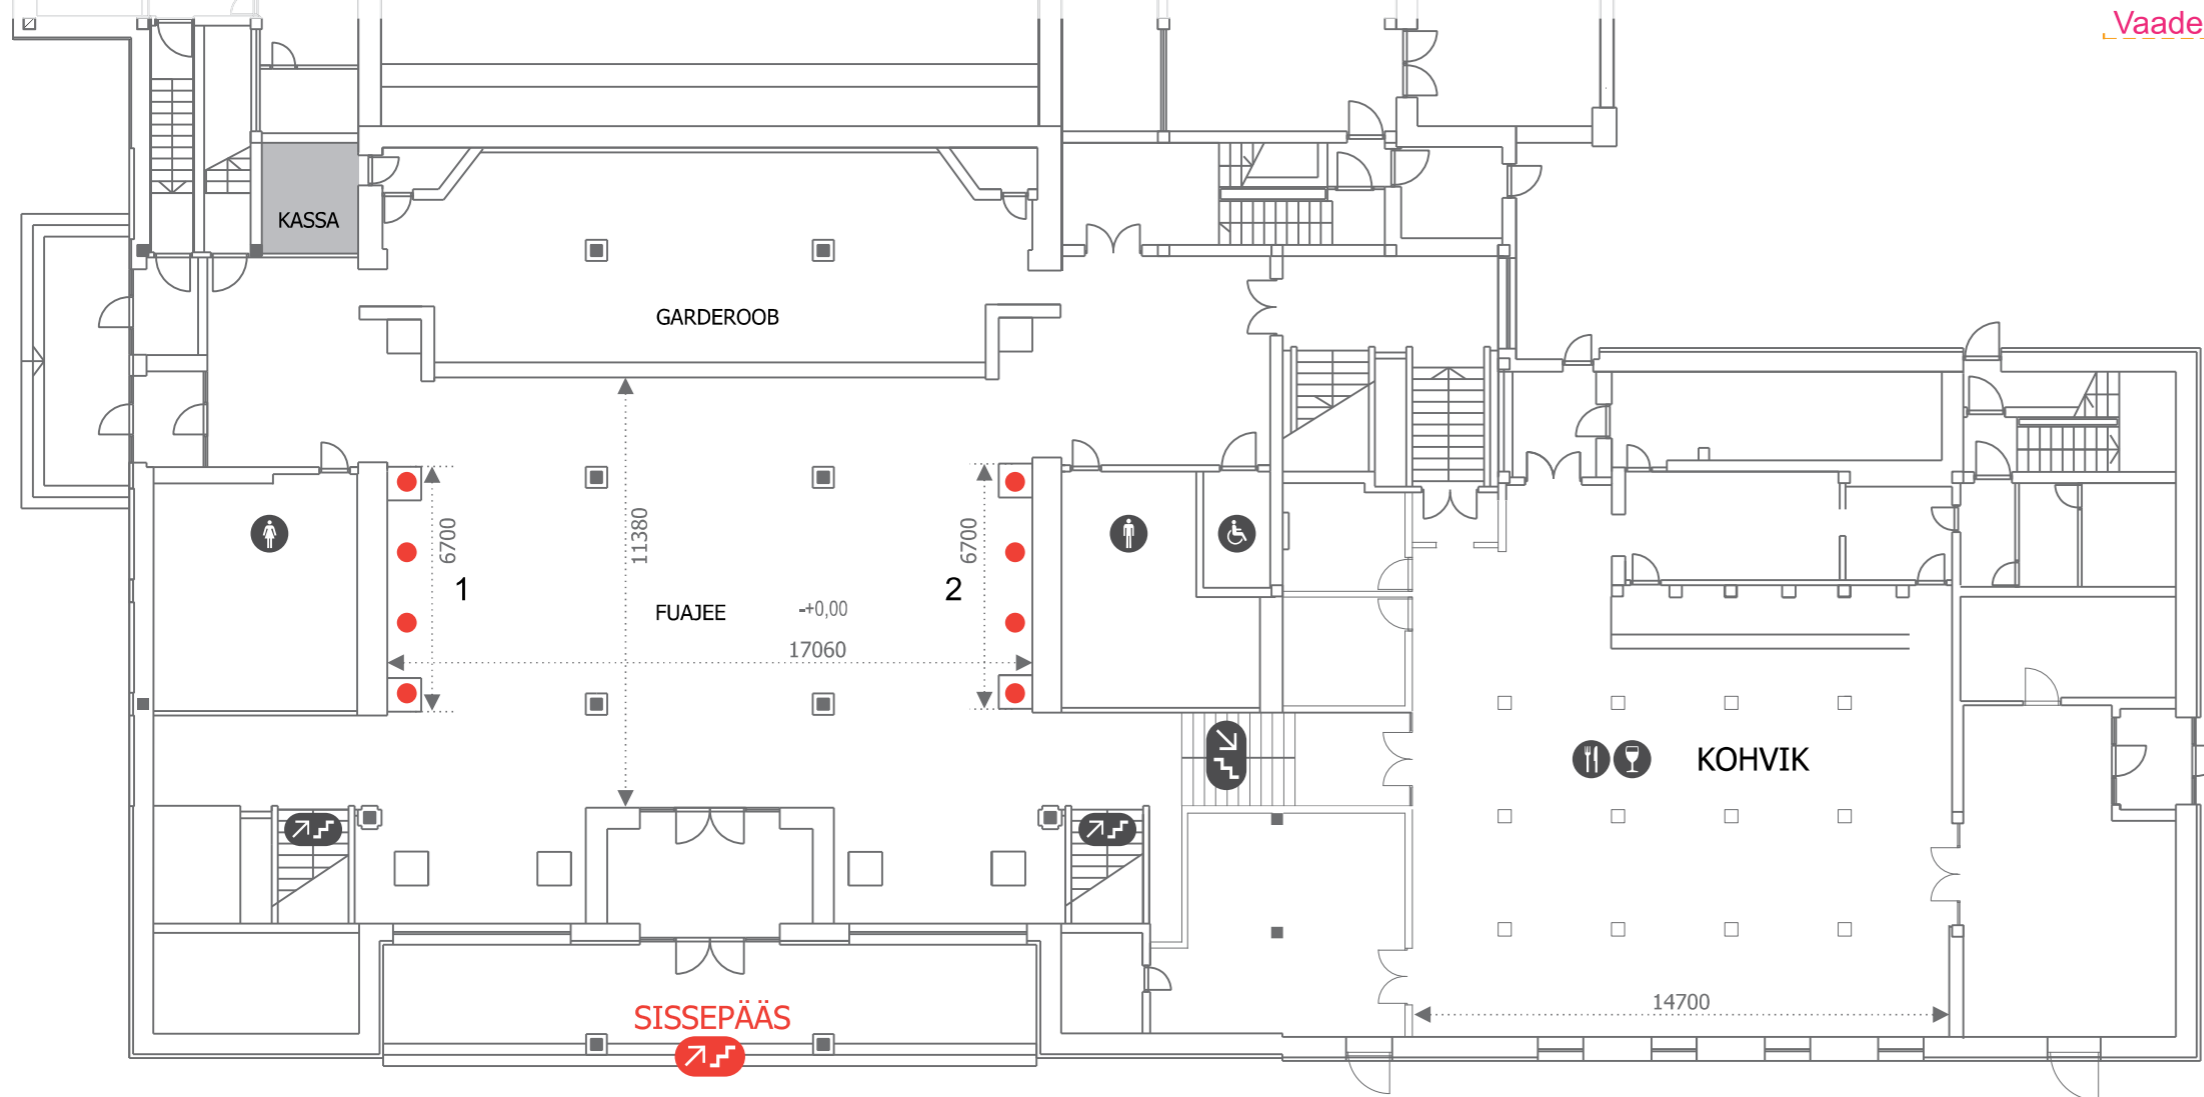 Vaade
KASSA
GARDEROOB
6700
11380
6700
1
2
FUAJEE
-+0,00
17060
KOHVIK
14700
SISSEPÄÄS